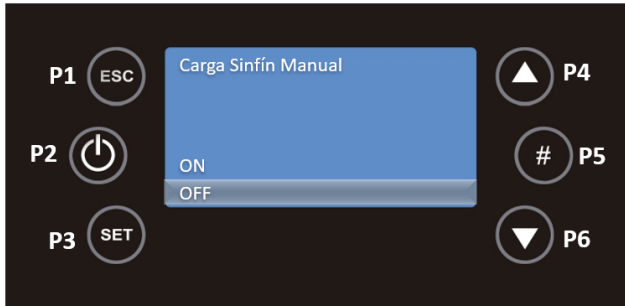 P1 ESC
Carga Sinfín Manual
P4
P2
# P5
ON
OFF
P3 SET
P6